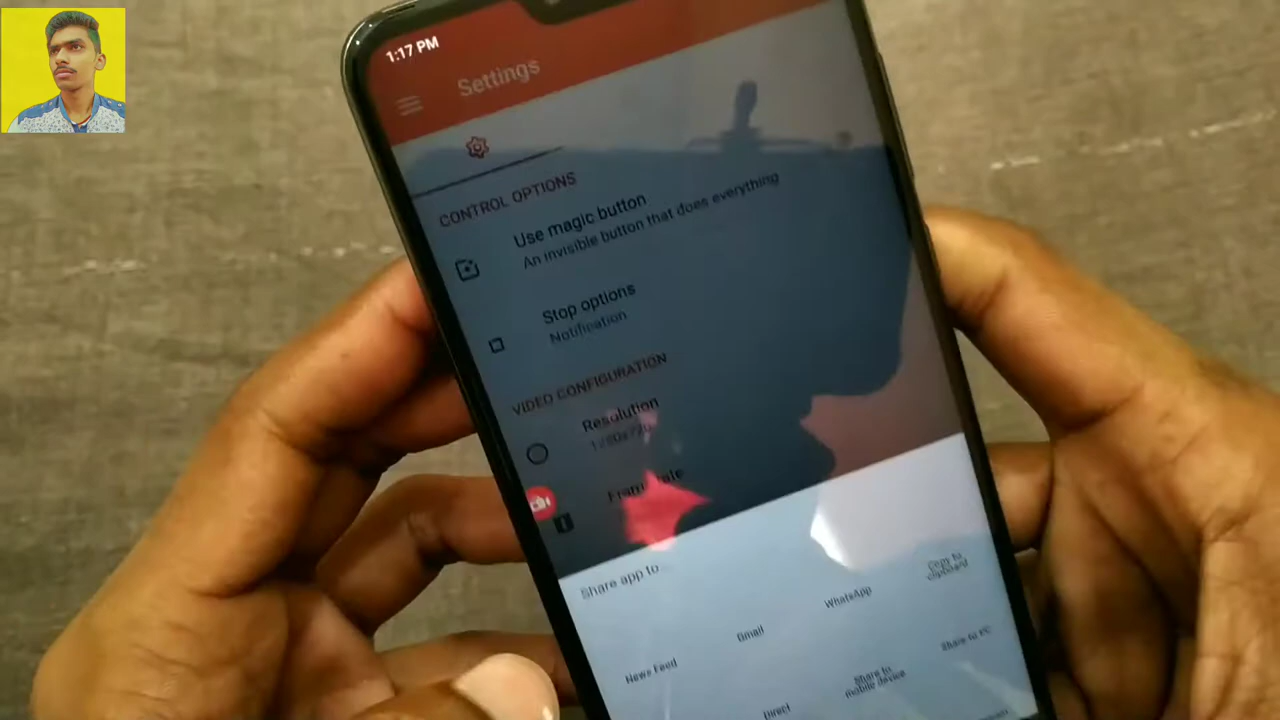 1:17 PM
Settings
CONTROL OPTIONS
Use magic button
An invisible button that does everything
Stop options
Notification
VIDEO CONFIGURATION
Resolution
Share app to...
Copy to
clipboard
WhatsApp
Gmail
News Feed
Share to PC
Share to
mobile device
Direct